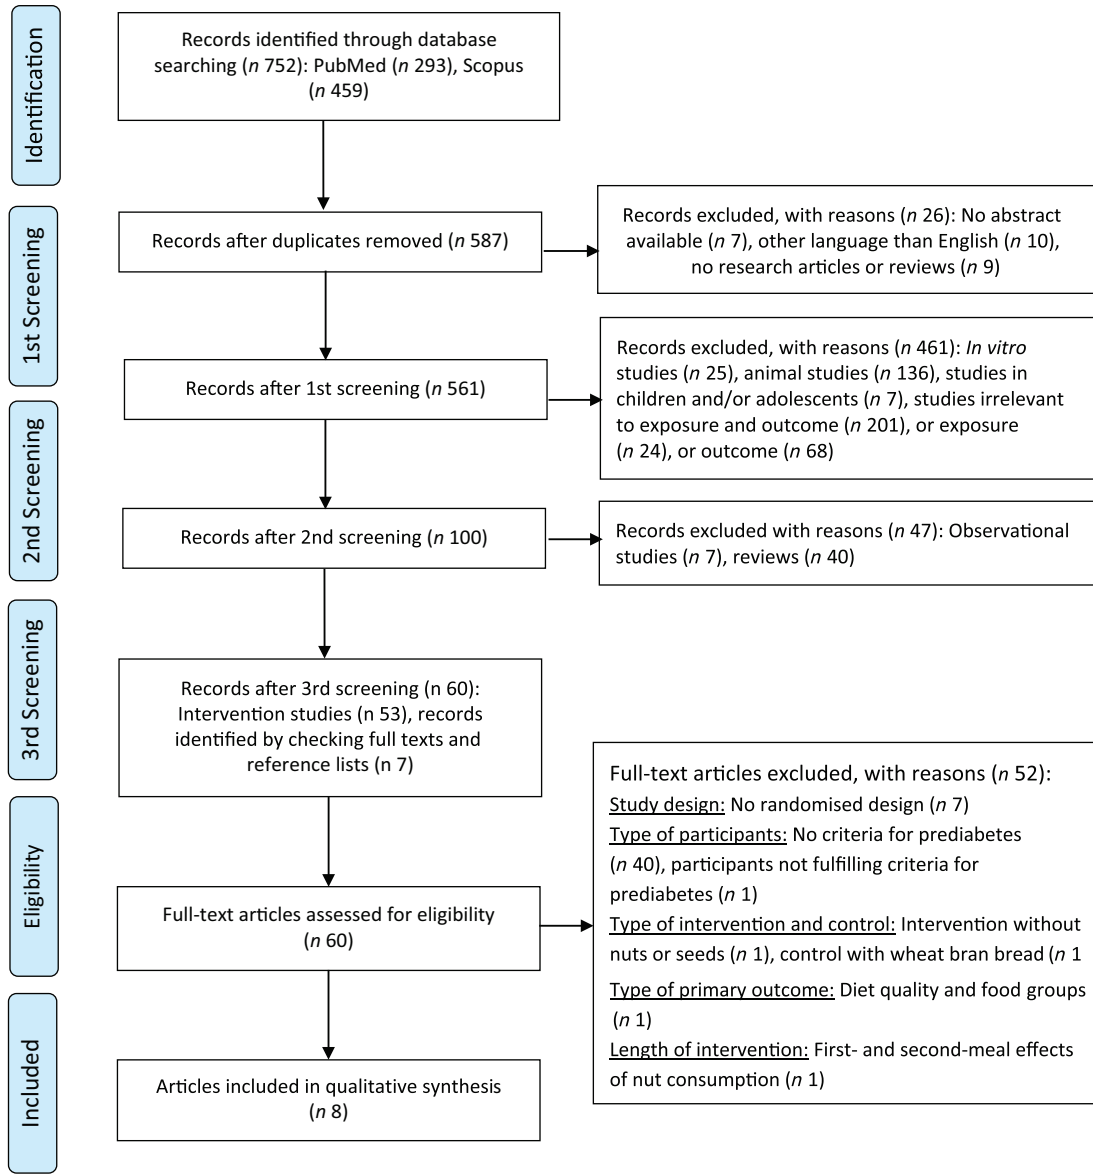 Identification
Records identified through database
searching (n 752): PubMed (n 293), Scopus
(n 459)
1st Screening
Records after duplicates removed (n 587)
Records excluded, with reasons (n 26): No abstract
available (n 7), other language than English (n 10),
no research articles or reviews (n 9)
Records after 1st screening (n 561)
Records excluded, with reasons (n 461): In vitro
studies (n 25), animal studies (n 136), studies in
children and/or adolescents (n 7), studies irrelevant
to exposure and outcome (n 201), or exposure
(n 24), or outcome (n 68)
2nd Screening
Records after 2nd screening (n 100)
Records excluded with reasons (n 47): Observational
studies (n 7), reviews (n 40)
3rd Screening
Records after 3rd screening (n 60):
Intervention studies (n 53), records
identified by checking full texts and
reference lists (n 7)
Eligibility
Full-text articles assessed for eligibility
(n 60)
Full-text articles excluded, with reasons (n 52):
Study design: No randomised design (n 7)
Type of participants: No criteria for prediabetes
(n 40), participants not fulfilling criteria for
prediabetes (n 1)
Type of intervention and control: Intervention without
nuts or seeds (n 1), control with wheat bran bread (n 1
Type of primary outcome: Diet quality and food groups
(n 1)
Length of intervention: First- and second-meal effects
of nut consumption (n 1)
Included
Articles included in qualitative synthesis
(n 8)